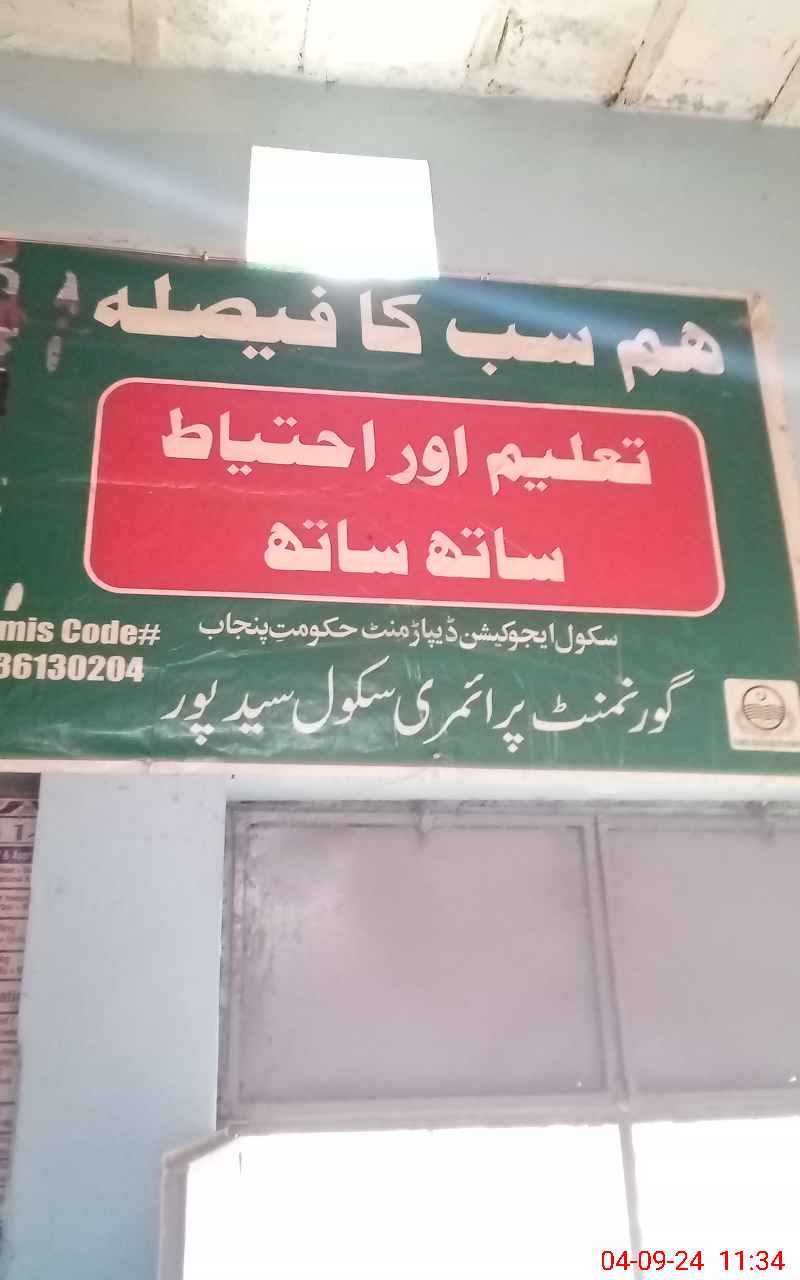 ھم سب کا فیصلہ
تعلیم اور احتیاط
ساتھ ساتھ
سکول ایجوکیشن ڈیپارٹمنٹ حکومتِ پنجاب
mis Code#
36130204
گورنمنٹ پرائمری سکول سید پور
04-09-24 11:34